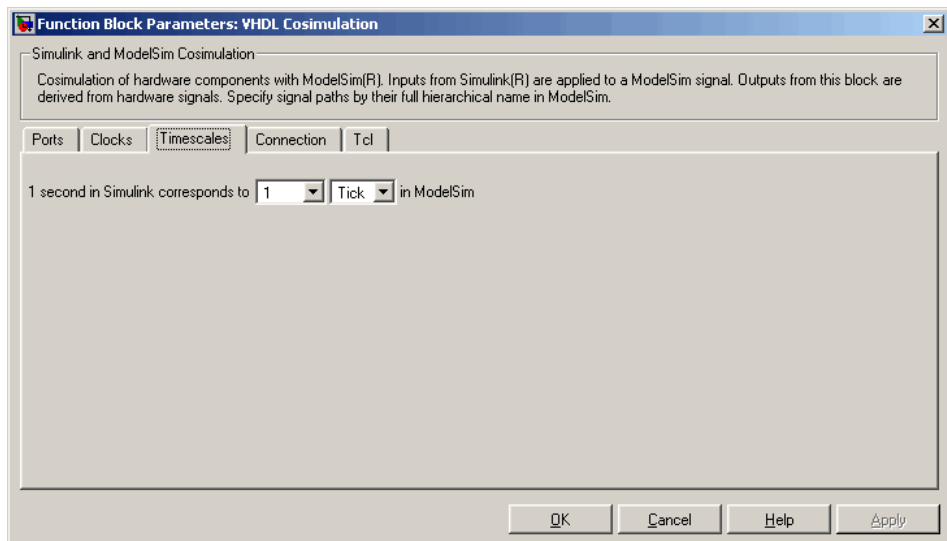 Function Block Parameters: VHDL Cosimulation
Simulink and ModelSim Cosimulation
Cosimulation of hardware components with ModelSim(R). Inputs from Simulink(R) are applied to a ModelSim signal. Outputs from this block are
derived from hardware signals. Specify signal paths by their full hierarchical name in ModelSim.
Ports Clocks Timescales Connection Tcl
1 second in Simulink corresponds to 1 Tick in ModelSim
OK Cancel Help Apply